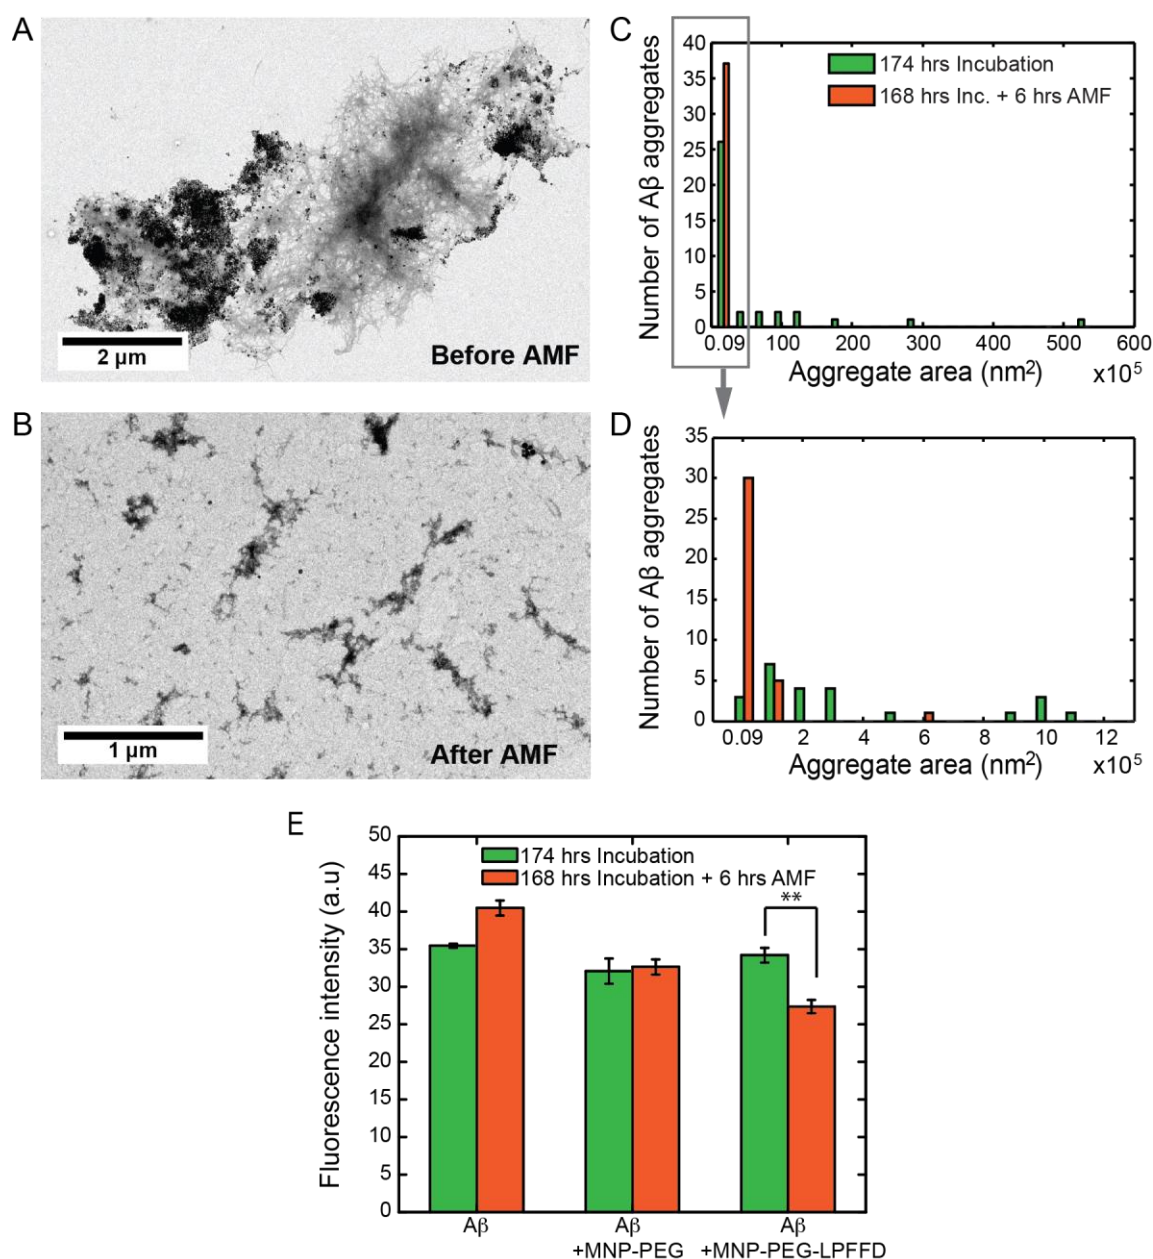 A
2 µm
Before AMF
B
1 µm
After AMF
C
Number of Aβ aggregates
40
35
30
25
20
15
10
5
0
174 hrs Incubation
168 hrs Inc. + 6 hrs AMF
0.09 100 200 300 400 500 600
Aggregate area (nm²) x10⁵
D
Number of Aβ aggregates
35
30
25
20
15
10
5
0
0.09 2 4 6 8 10 12
Aggregate area (nm²) x10⁵
E
Fluorescence intensity (a.u)
50
45
40
35
30
25
20
15
10
5
0
174 hrs Incubation
168 hrs Incubation + 6 hrs AMF
**
Aβ Aβ Aβ
+MNP-PEG +MNP-PEG-LPFFD